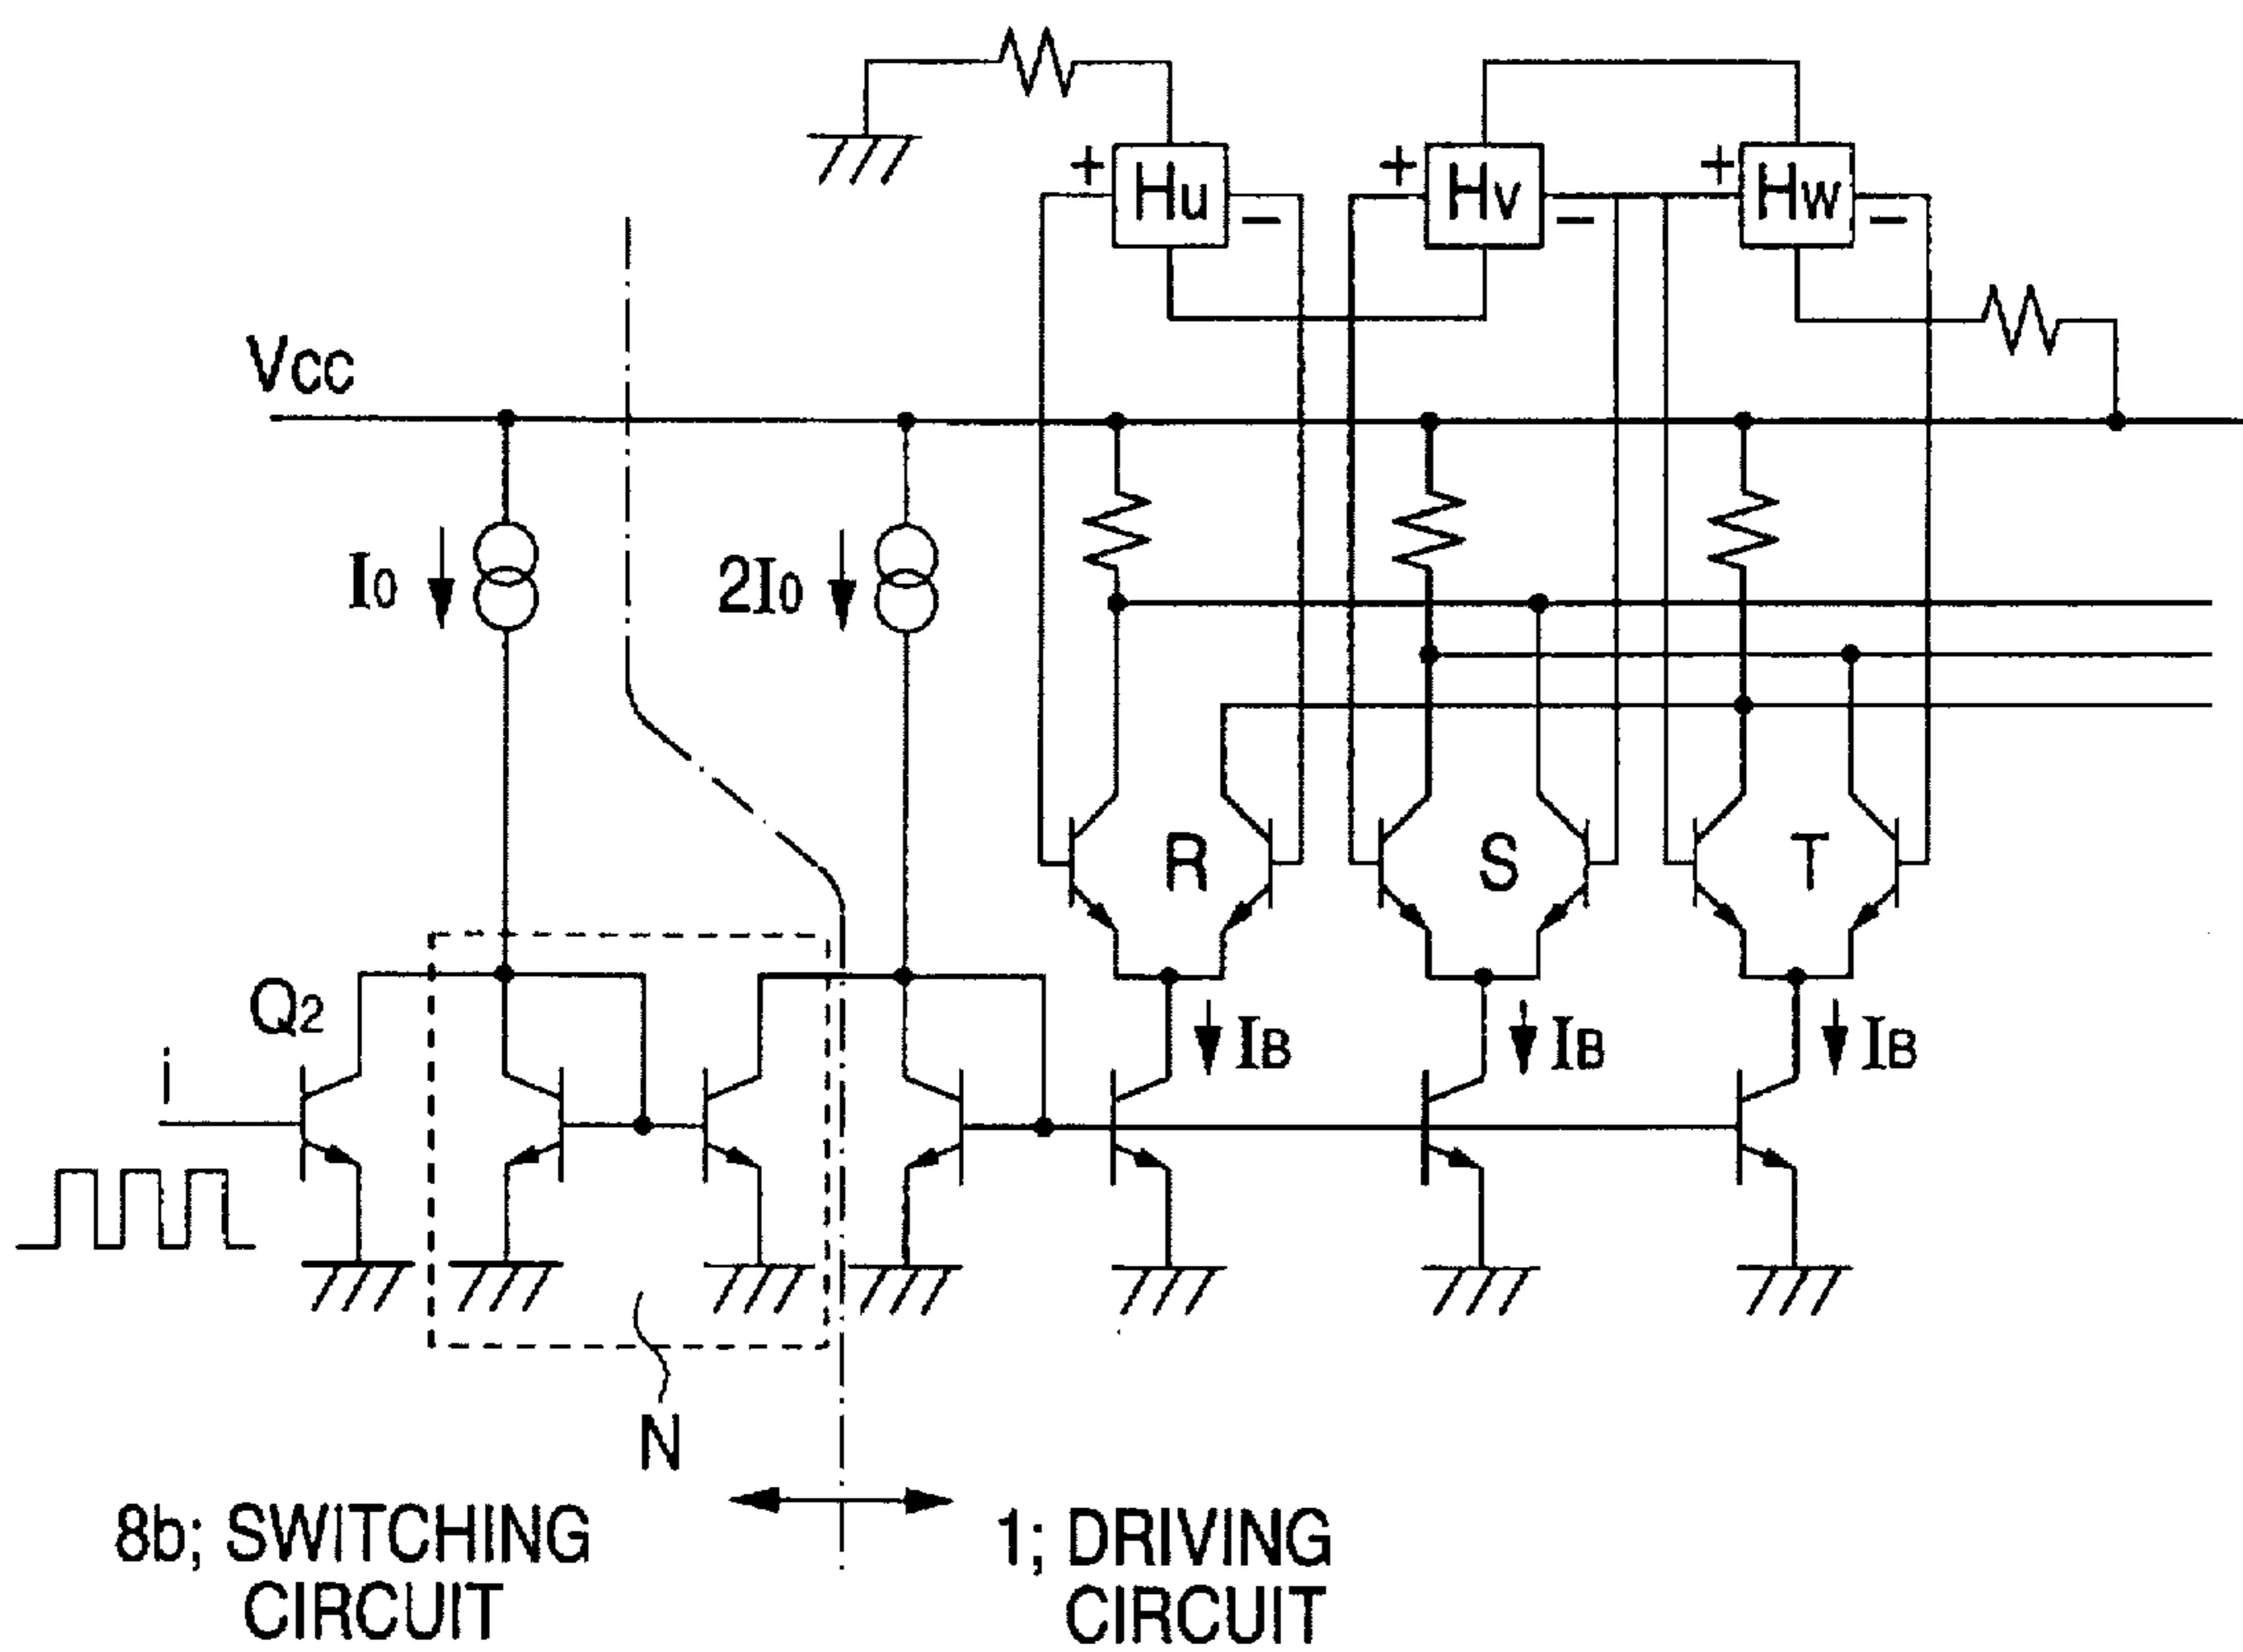 + Hu −
+ Hv −
+ Hw −
Vcc
I0
2I0
R
S
T
Q2
IB
IB
IB
i
N
8b; SWITCHING
CIRCUIT
1; DRIVING
CIRCUIT